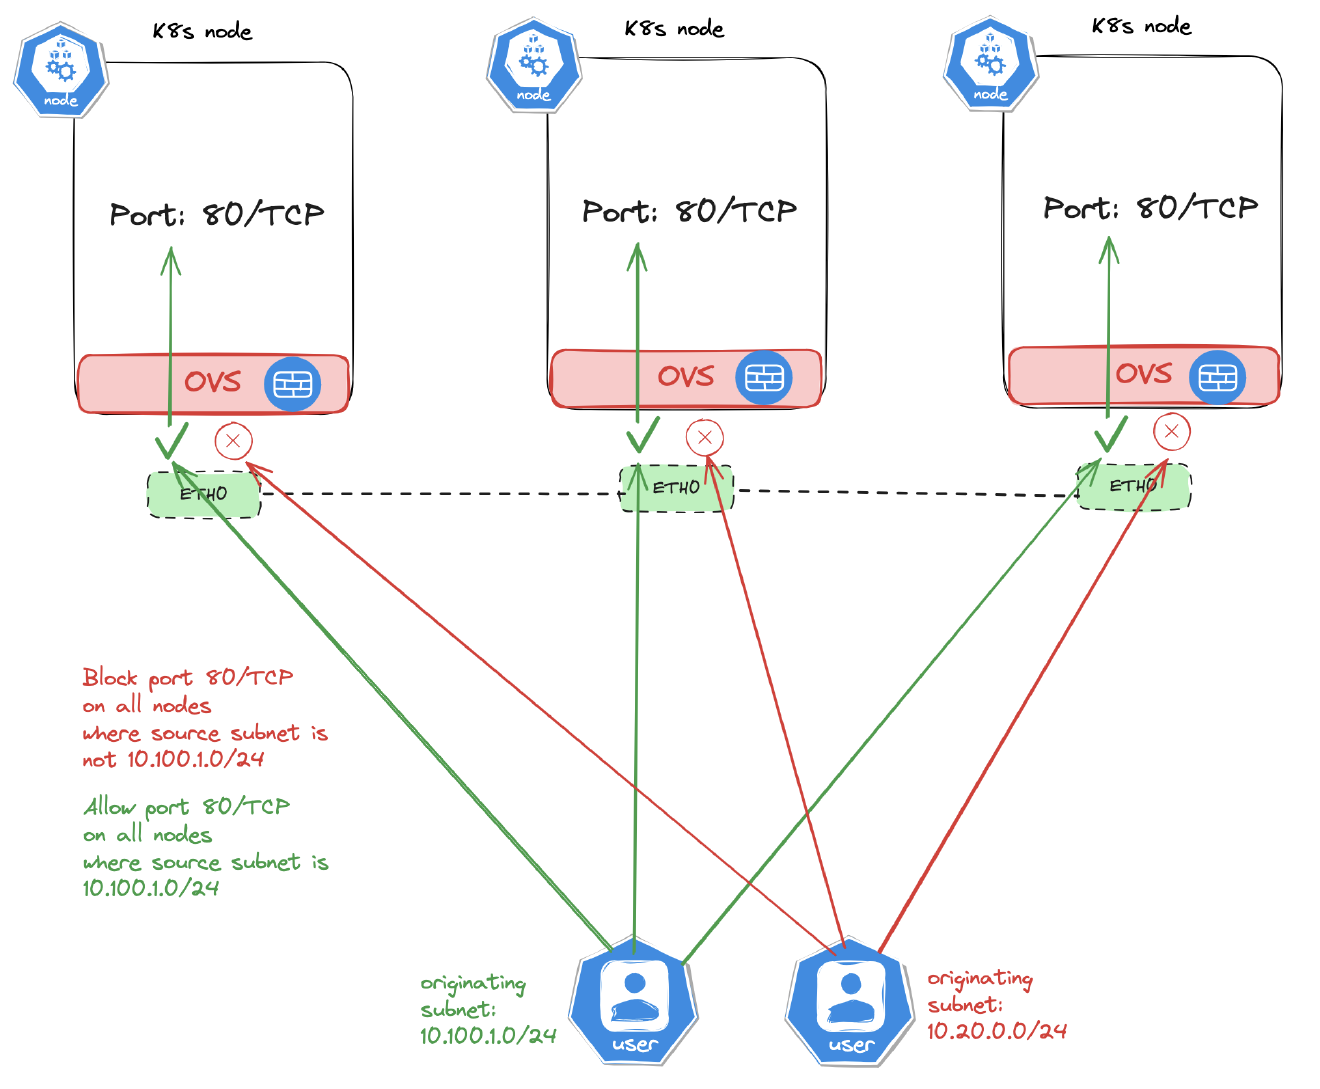 K8s node
K8s node
K8s node
node
node
node
Port: 80/TCP
Port: 80/TCP
Port: 80/TCP
OVS
OVS
OVS
ETH0
ETH0
ETH0
Block port 80/TCP
on all nodes
where source subnet is
not 10.100.1.0/24
Allow port 80/TCP
on all nodes
where source subnet is
10.100.1.0/24
originating
subnet:
10.100.1.0/24
user
user
originating
subnet:
10.20.0.0/24